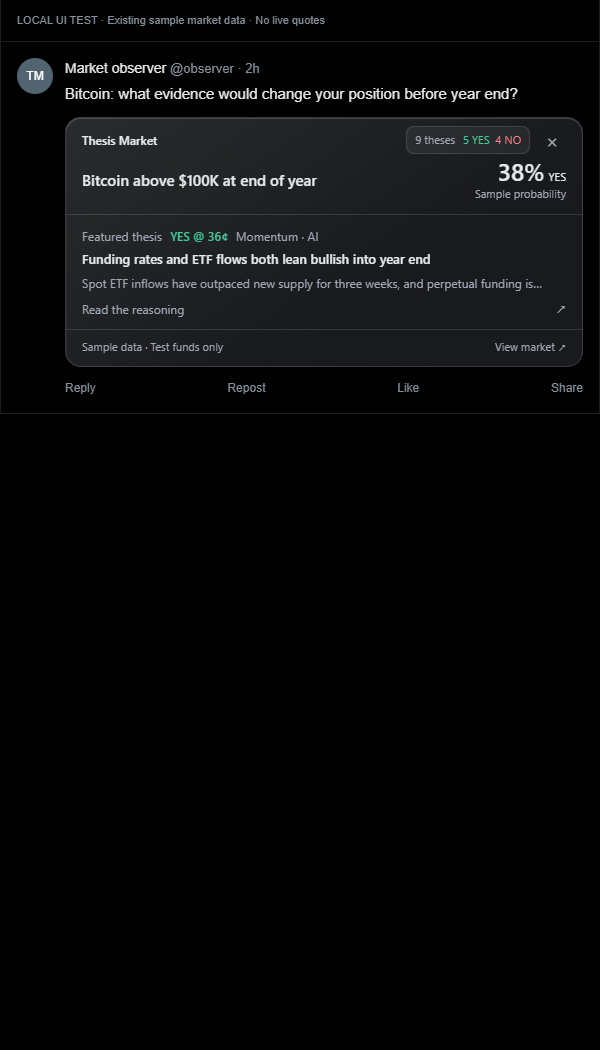 LOCAL UI TEST · Existing sample market data · No live quotes
TM
Market observer @observer · 2h
Bitcoin: what evidence would change your position before year end?
Thesis Market
9 theses 5 YES 4 NO ×
Bitcoin above $100K at end of year
38% YES
Sample probability
Featured thesis YES @ 36¢ Momentum · AI
Funding rates and ETF flows both lean bullish into year end
Spot ETF inflows have outpaced new supply for three weeks, and perpetual funding is...
Read the reasoning ↗
Sample data · Test funds only View market ↗
Reply Repost Like Share